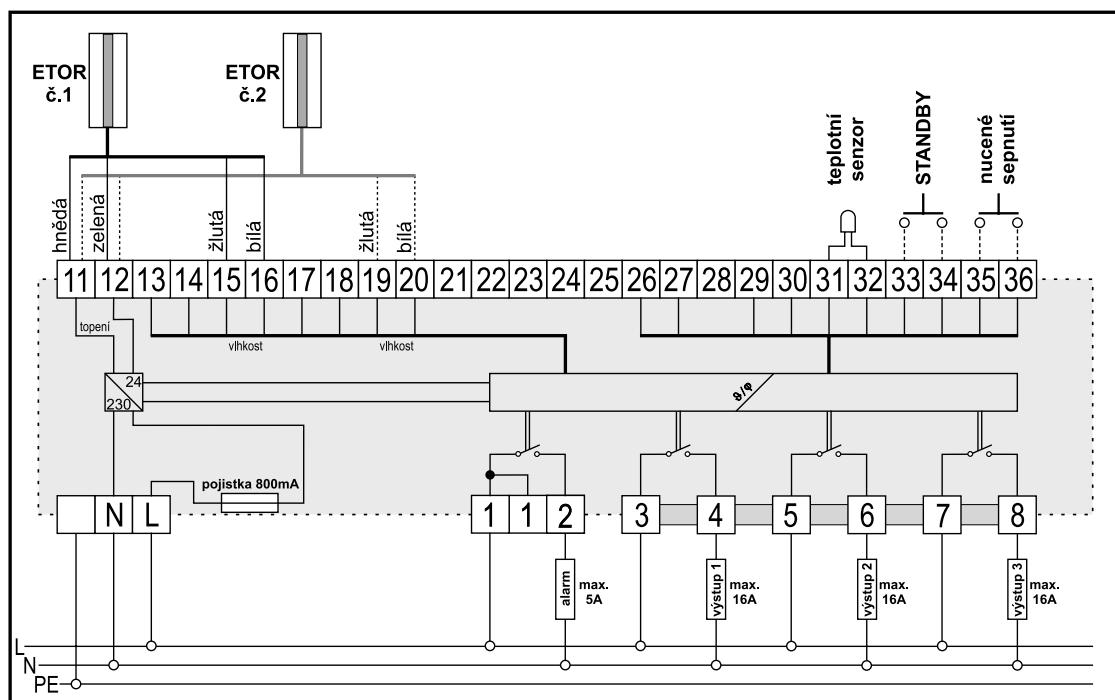 ETOR
č.1
ETOR
č.2
teplotní
senzor
STANDBY
nucené
sepnutí
hnědá
zelená
žlutá
bílá
žlutá
bílá
11 12 13 14 15 16 17 18 19 20 21 22 23 24 25 26 27 28 29 30 31 32 33 34 35 36
topení
vlhkost
vlhkost
24
230
ϑ/φ
pojistka 800mA
N L 1 1 2 3 4 5 6 7 8
alarm
max.
5A
výstup 1
max.
16A
výstup 2
max.
16A
výstup 3
max.
16A
L
N
PE